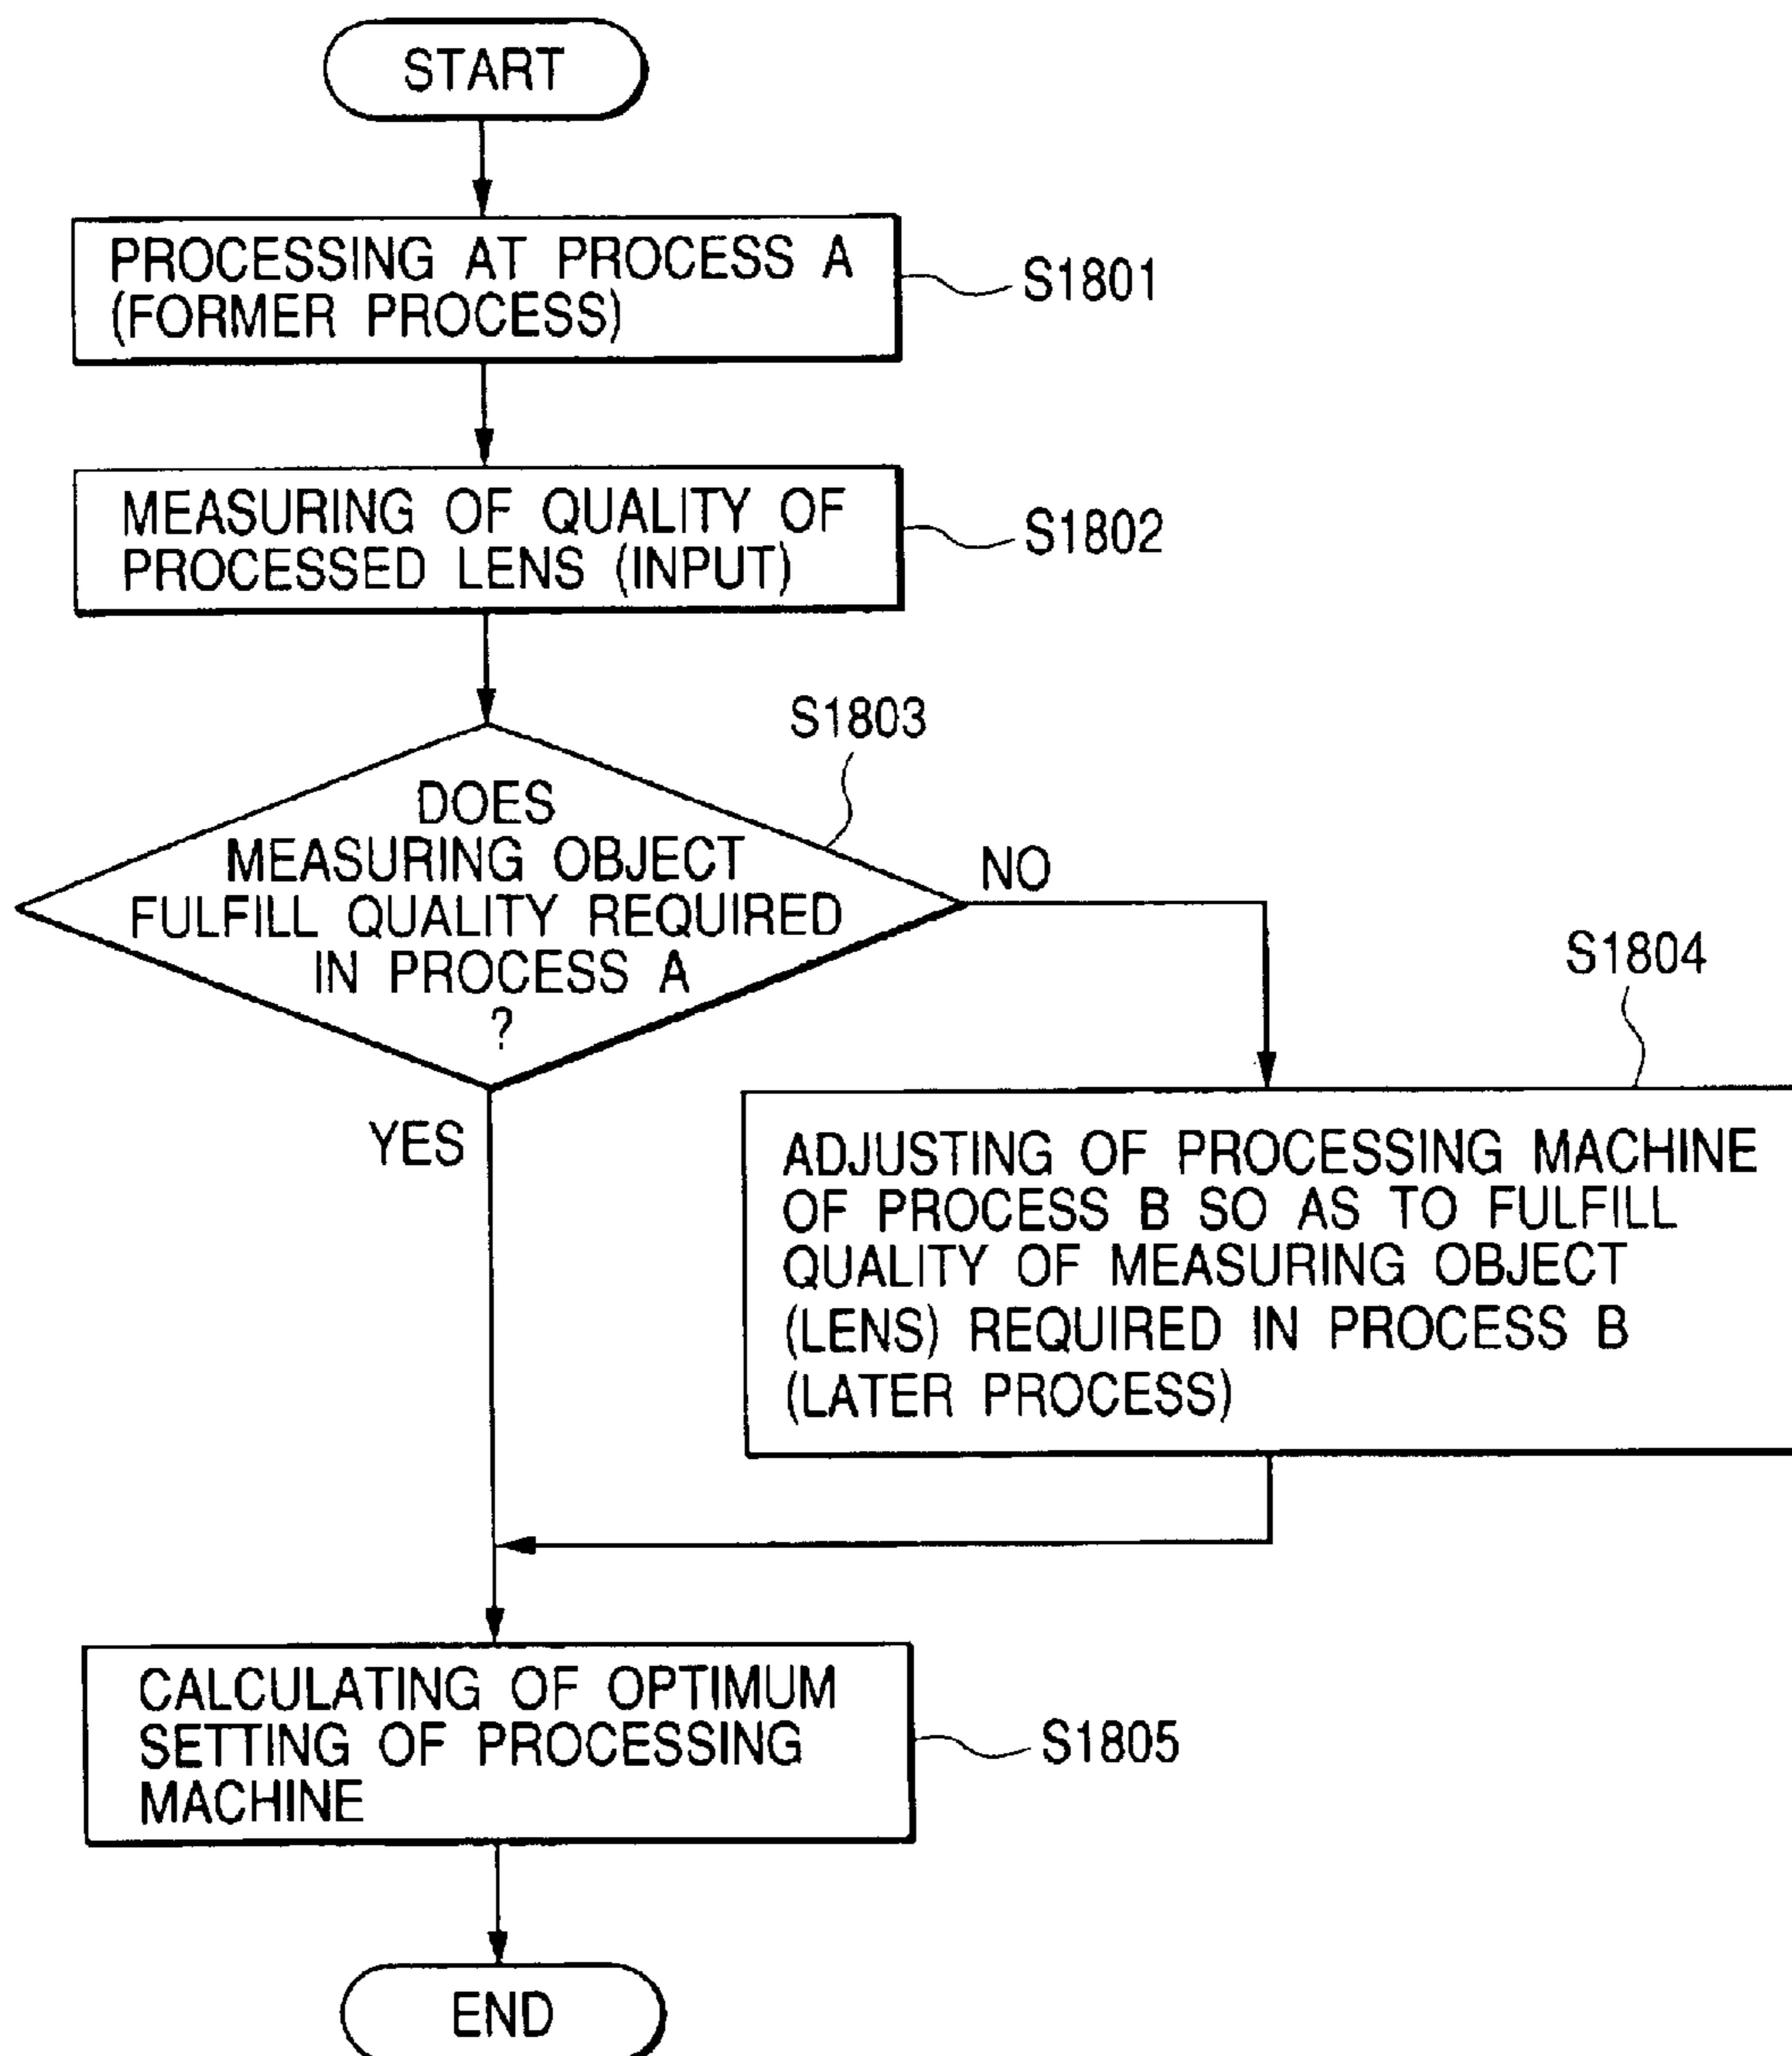 START
PROCESSING AT PROCESS A
(FORMER PROCESS)
S1801
MEASURING OF QUALITY OF
PROCESSED LENS (INPUT)
S1802
S1803
DOES
MEASURING OBJECT
FULFILL QUALITY REQUIRED
IN PROCESS A
?
NO
YES
S1804
ADJUSTING OF PROCESSING MACHINE
OF PROCESS B SO AS TO FULFILL
QUALITY OF MEASURING OBJECT
(LENS) REQUIRED IN PROCESS B
(LATER PROCESS)
CALCULATING OF OPTIMUM
SETTING OF PROCESSING
MACHINE
S1805
END